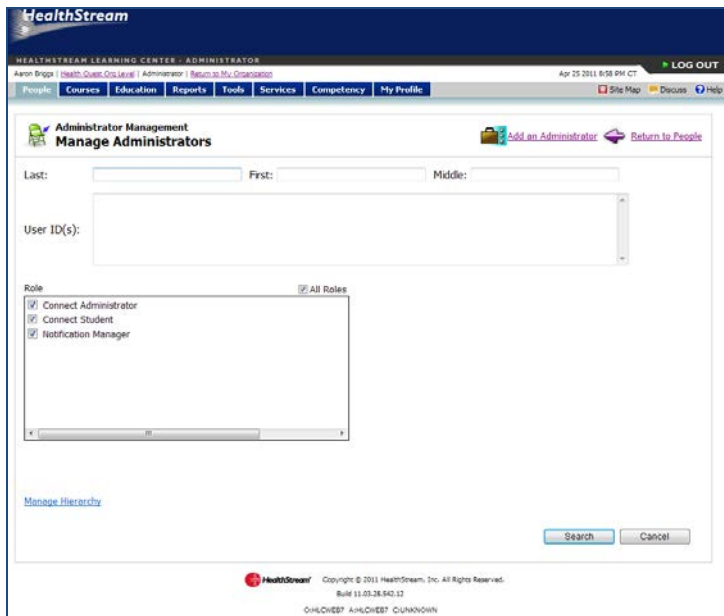 HealthStream
HEALTHSTREAM LEARNING CENTER - ADMINISTRATOR
LOG OUT
Aaron Briggs | Health Quest Org Level | Administrator | Return to My Organization
Apr 25 2011 8:58 PM CT
People Courses Education Reports Tools Services Competency My Profile
Site Map Discuss Help
Administrator Management
Manage Administrators
Add an Administrator Return to People
Last: First: Middle:
User ID(s):
Role All Roles
Connect Administrator
Connect Student
Notification Manager
Manage Hierarchy
Search Cancel
HealthStream Copyright © 2011 HealthStream, Inc. All Rights Reserved.
Build 11.03.28.542.12
O:HLCWEB7 A:HLCWEB7 C:UNKNOWN